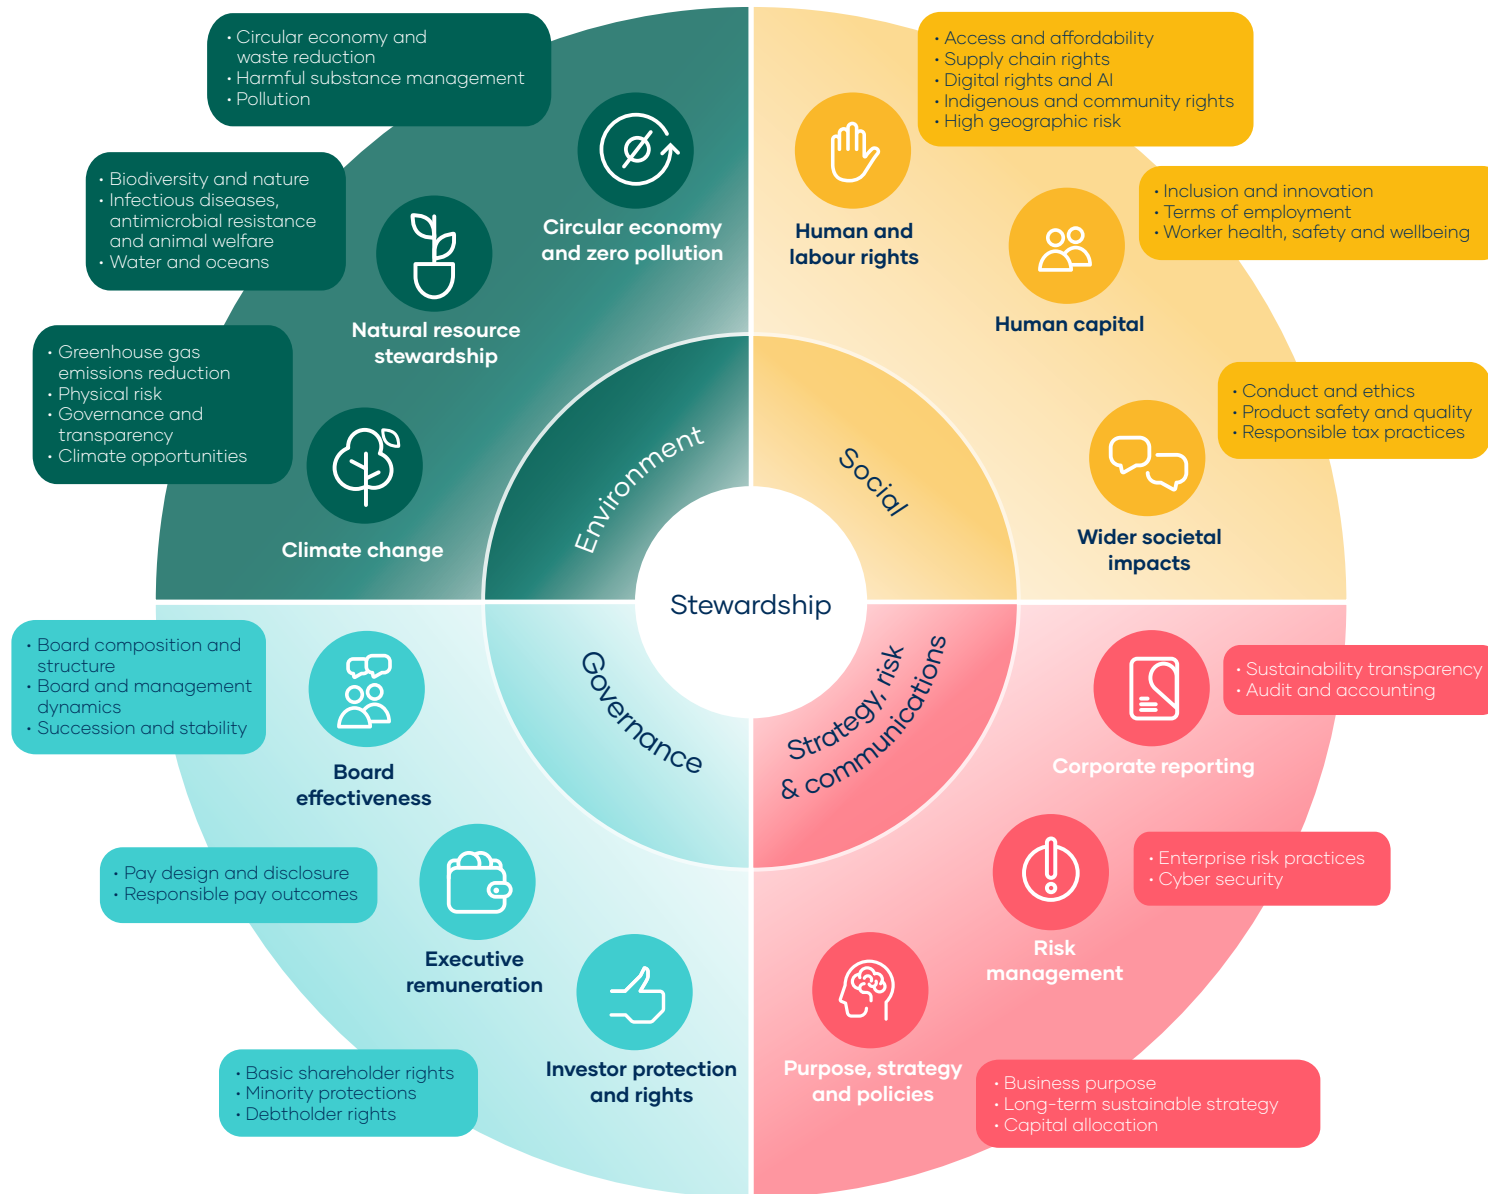 • Circular economy and
waste reduction
• Harmful substance management
• Pollution
Circular economy
and zero pollution
• Biodiversity and nature
• Infectious diseases,
antimicrobial resistance
and animal welfare
• Water and oceans
Natural resource
stewardship
• Greenhouse gas
emissions reduction
• Physical risk
• Governance and
transparency
• Climate opportunities
Climate change
Environment
• Access and affordability
• Supply chain rights
• Digital rights and AI
• Indigenous and community rights
• High geographic risk
Human and
labour rights
• Inclusion and innovation
• Terms of employment
• Worker health, safety and wellbeing
Human capital
• Conduct and ethics
• Product safety and quality
• Responsible tax practices
Wider societal
impacts
Social
Stewardship
Governance
• Board composition and
structure
• Board and management
dynamics
• Succession and stability
Board
effectiveness
• Pay design and disclosure
• Responsible pay outcomes
Executive
remuneration
• Basic shareholder rights
• Minority protections
• Debtholder rights
Investor protection
and rights
Strategy, risk
& communications
• Sustainability transparency
• Audit and accounting
Corporate reporting
• Enterprise risk practices
• Cyber security
Risk
management
Purpose, strategy
and policies
• Business purpose
• Long-term sustainable strategy
• Capital allocation